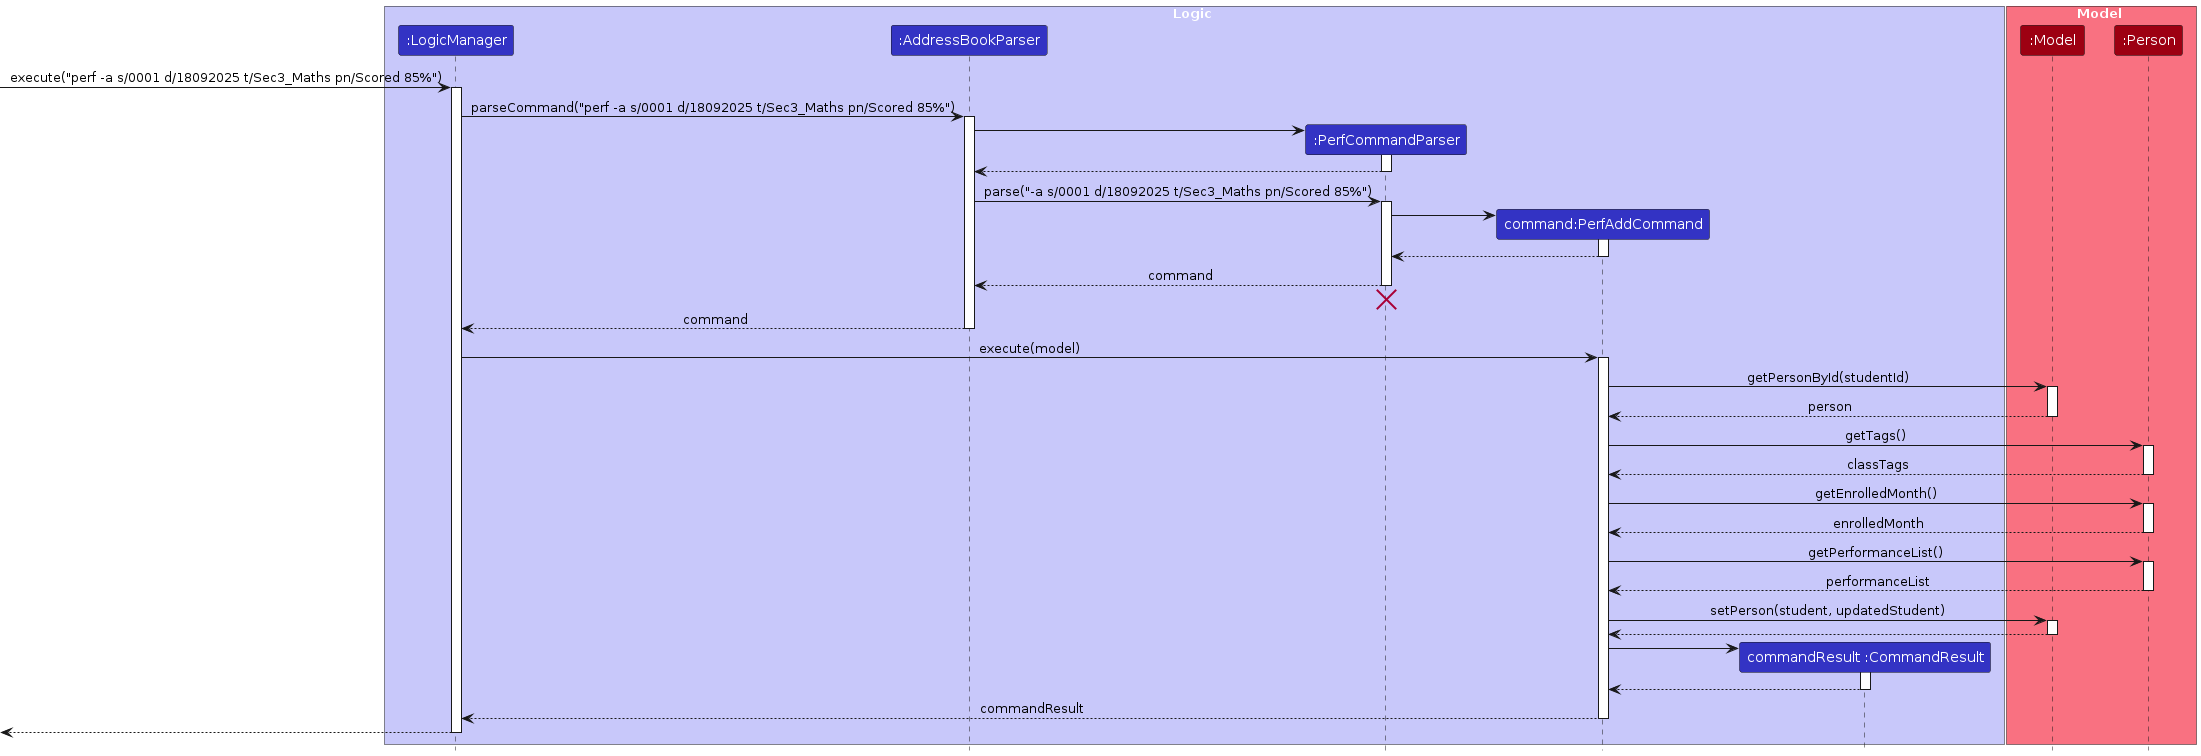 Logic
Model
:LogicManager
:AddressBookParser
:Model
:Person
execute("perf -a s/0001 d/18092025 t/Sec3_Maths pn/Scored 85%")
parseCommand("perf -a s/0001 d/18092025 t/Sec3_Maths pn/Scored 85%")
:PerfCommandParser
parse("-a s/0001 d/18092025 t/Sec3_Maths pn/Scored 85%")
command:PerfAddCommand
command
command
execute(model)
getPersonById(studentId)
person
getTags()
classTags
getEnrolledMonth()
enrolledMonth
getPerformanceList()
performanceList
setPerson(student, updatedStudent)
commandResult :CommandResult
commandResult